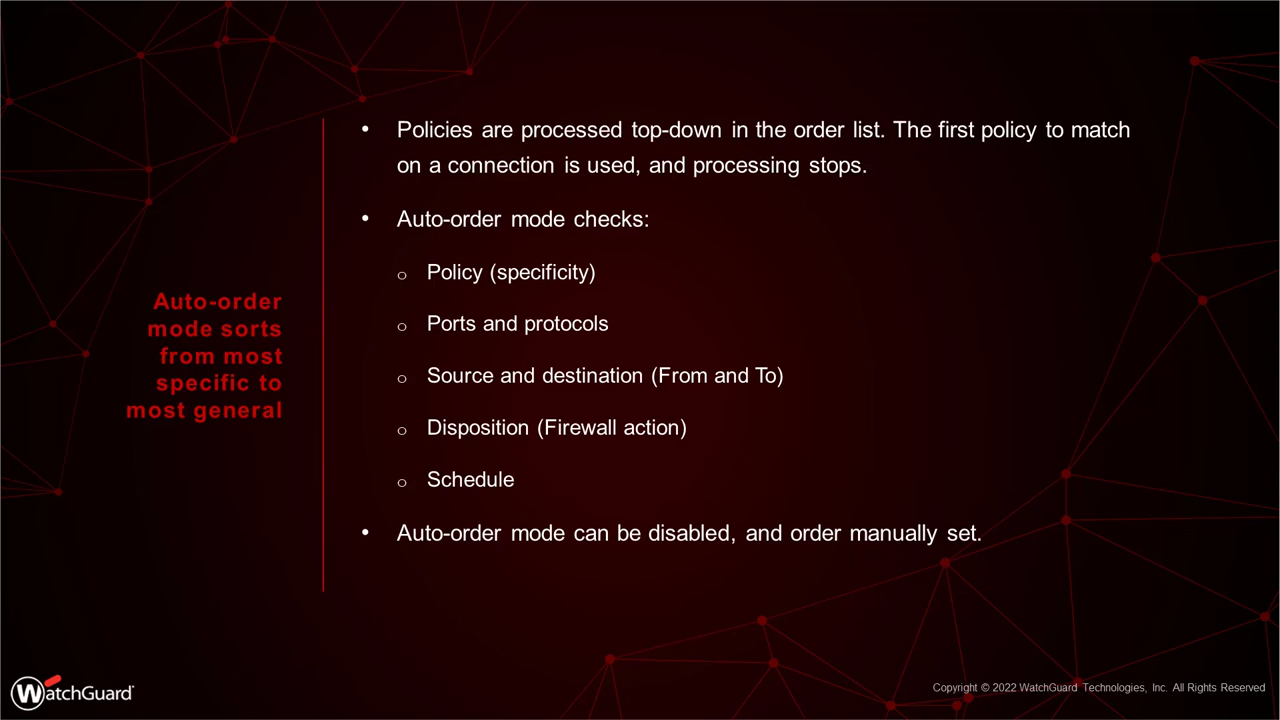 Auto-order
mode sorts
from most
specific to
most general
• Policies are processed top-down in the order list. The first policy to match
on a connection is used, and processing stops.
• Auto-order mode checks:
o Policy (specificity)
o Ports and protocols
o Source and destination (From and To)
o Disposition (Firewall action)
o Schedule
• Auto-order mode can be disabled, and order manually set.
WatchGuard
Copyright © 2022 WatchGuard Technologies, Inc. All Rights Reserved